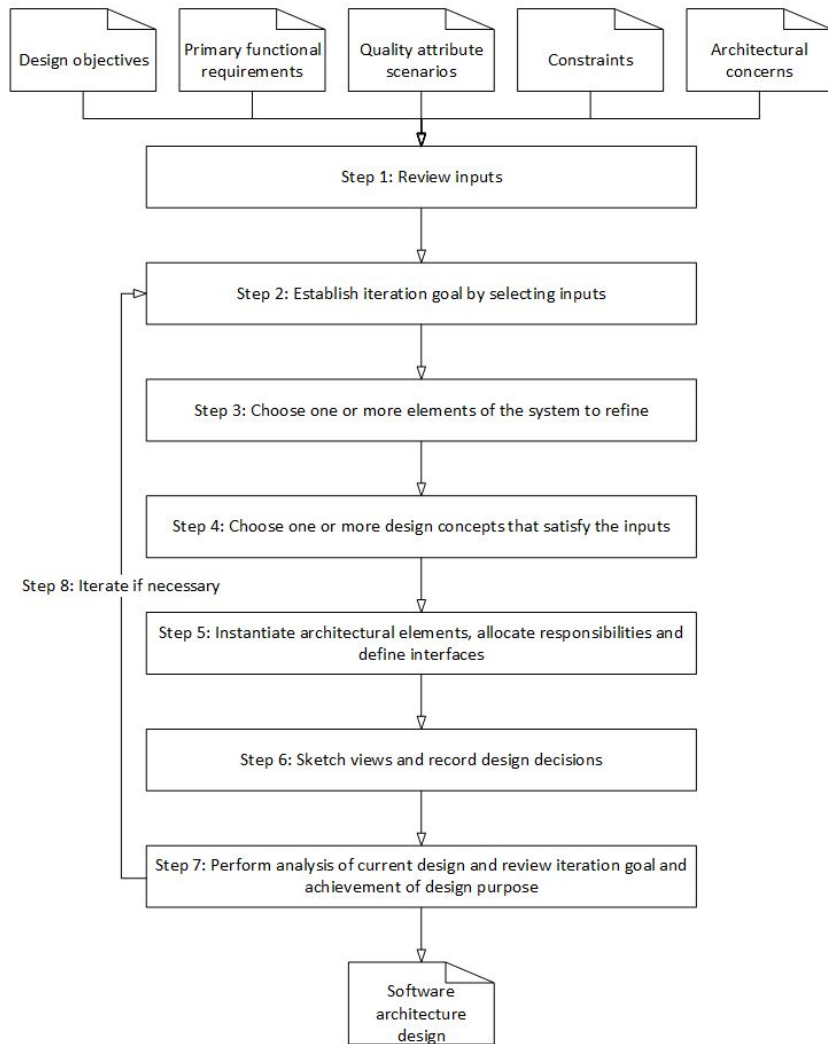 Design objectives
Primary functional
requirements
Quality attribute
scenarios
Constraints
Architectural
concerns
Step 1: Review inputs
Step 2: Establish iteration goal by selecting inputs
Step 3: Choose one or more elements of the system to refine
Step 4: Choose one or more design concepts that satisfy the inputs
Step 8: Iterate if necessary
Step 5: Instantiate architectural elements, allocate responsibilities and
define interfaces
Step 6: Sketch views and record design decisions
Step 7: Perform analysis of current design and review iteration goal and
achievement of design purpose
Software
architecture
design